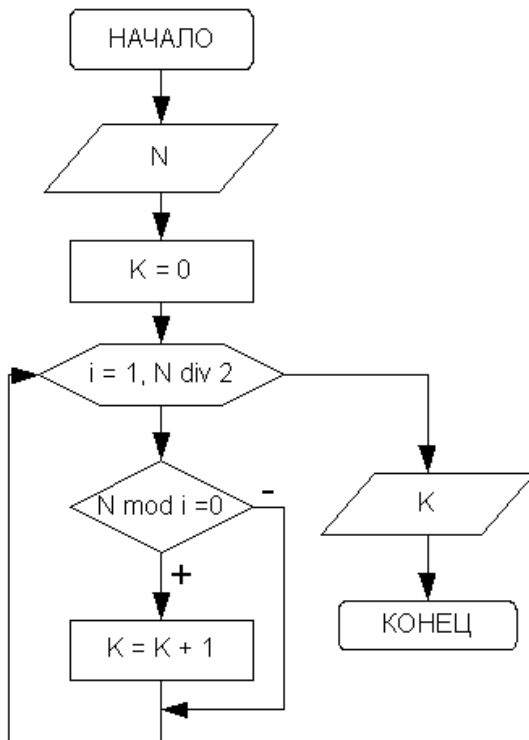 НАЧАЛО
N
K = 0
i = 1, N div 2
N mod i =0
-
+
K = K + 1
K
КОНЕЦ